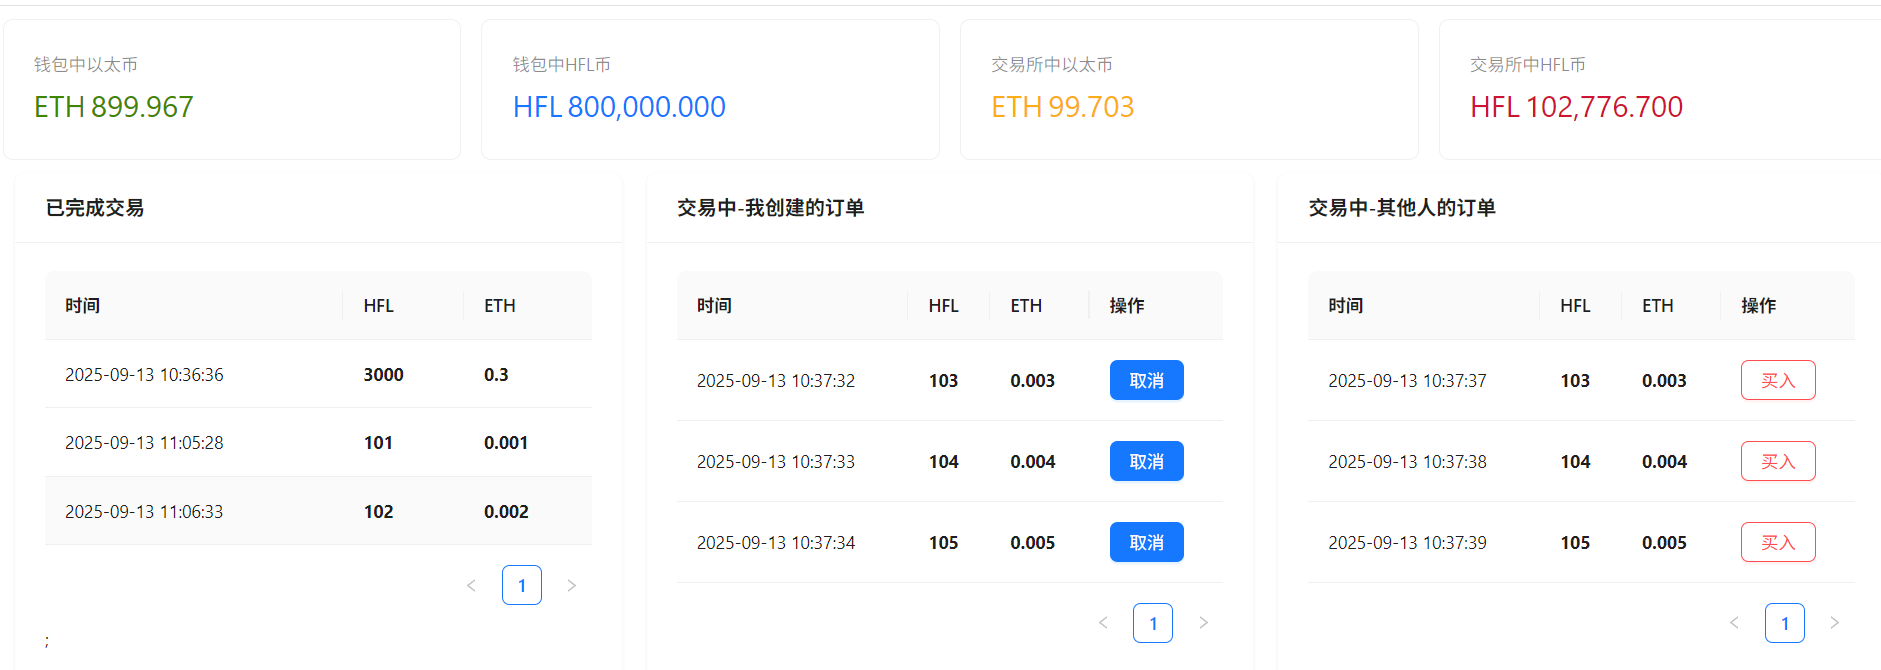 钱包中以太币
ETH 899.967
钱包中HFL币
HFL 800,000.000
交易所中以太币
ETH 99.703
交易所中HFL币
HFL 102,776.700
已完成交易
时间 HFL ETH
2025-09-13 10:36:36 3000 0.3
2025-09-13 11:05:28 101 0.001
2025-09-13 11:06:33 102 0.002
< 1 >
;
交易中-我创建的订单
时间 HFL ETH 操作
2025-09-13 10:37:32 103 0.003 取消
2025-09-13 10:37:33 104 0.004 取消
2025-09-13 10:37:34 105 0.005 取消
< 1 >
交易中-其他人的订单
时间 HFL ETH 操作
2025-09-13 10:37:37 103 0.003 买入
2025-09-13 10:37:38 104 0.004 买入
2025-09-13 10:37:39 105 0.005 买入
< 1 >